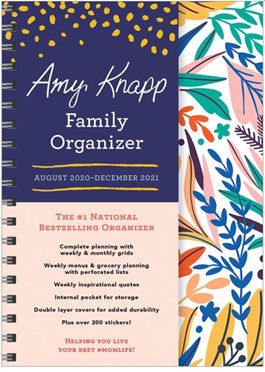 Amy Knapp
Family
Organizer
AUGUST 2020–DECEMBER 2021
THE #1 NATIONAL
BESTSELLING ORGANIZER
Complete planning with
weekly & monthly grids
Weekly menus & grocery planning
with perforated lists
Weekly inspirational quotes
Internal pocket for storage
Double layer covers for added durability
Plus over 200 stickers!
HELPING YOU LIVE
YOUR BEST #MOMLIFE!